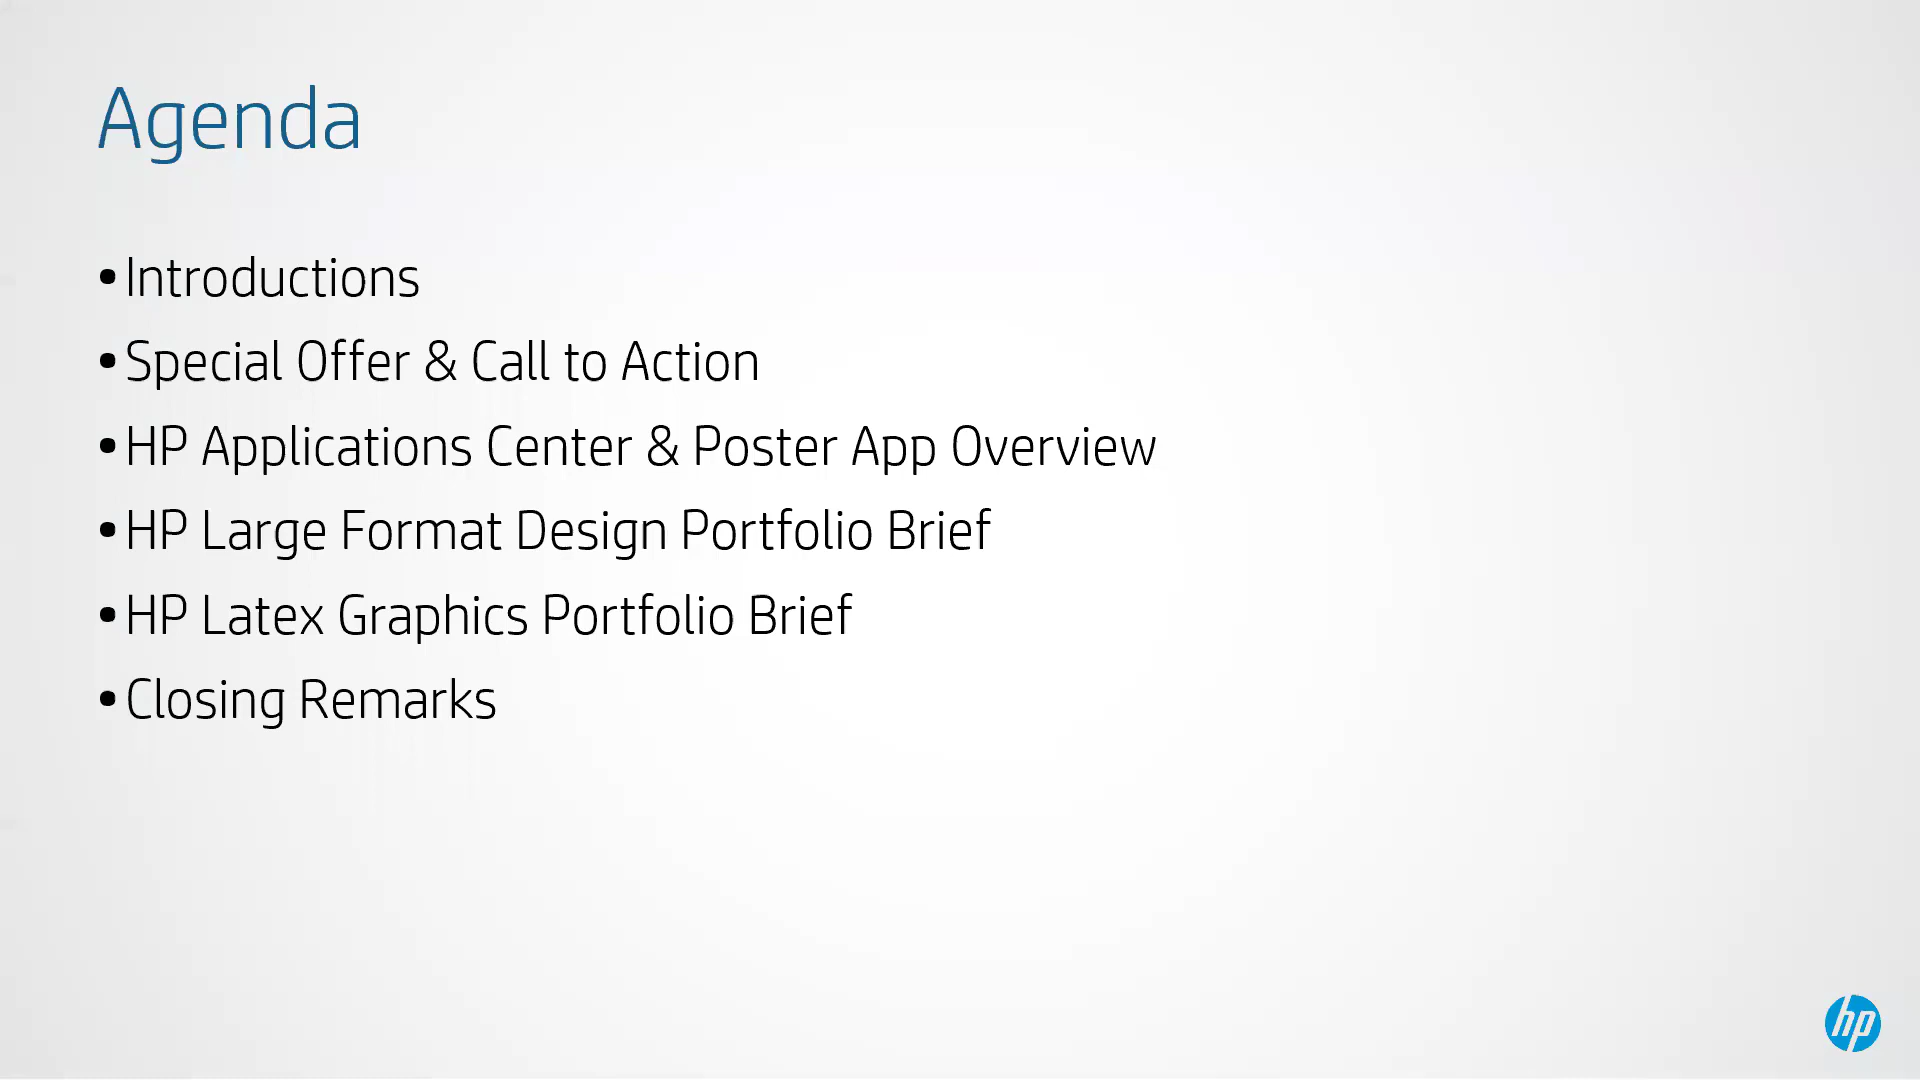 Agenda
• Introductions
• Special Offer & Call to Action
• HP Applications Center & Poster App Overview
• HP Large Format Design Portfolio Brief
• HP Latex Graphics Portfolio Brief
• Closing Remarks
hp